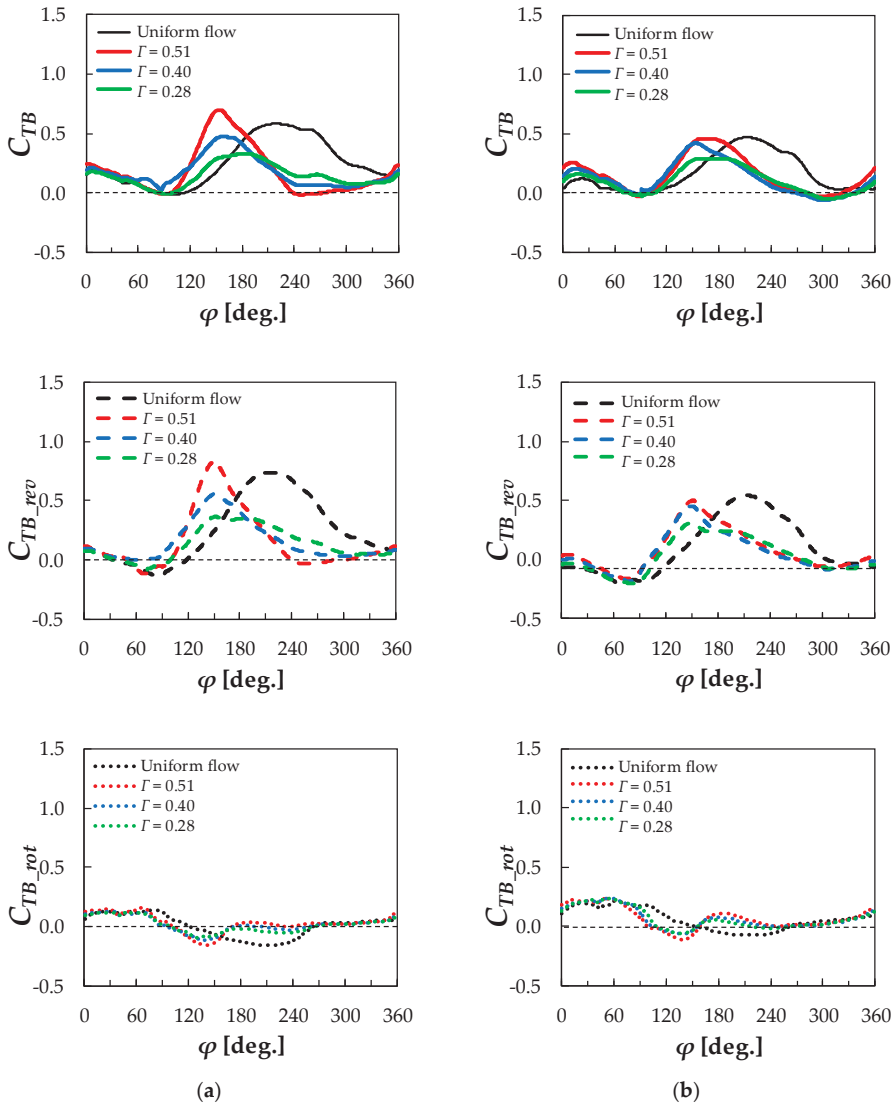 1.5
1.0
0.5
0.0
-0.5
C_TB
Uniform flow
Γ = 0.51
Γ = 0.40
Γ = 0.28
0 60 120 180 240 300 360
φ [deg.]
1.5
1.0
0.5
0.0
-0.5
C_TB
Uniform flow
Γ = 0.51
Γ = 0.40
Γ = 0.28
0 60 120 180 240 300 360
φ [deg.]
1.5
1.0
0.5
0.0
-0.5
C_TB_rev
Uniform flow
Γ = 0.51
Γ = 0.40
Γ = 0.28
0 60 120 180 240 300 360
φ [deg.]
1.5
1.0
0.5
0.0
-0.5
C_TB_rev
Uniform flow
Γ = 0.51
Γ = 0.40
Γ = 0.28
0 60 120 180 240 300 360
φ [deg.]
1.5
1.0
0.5
0.0
-0.5
C_TB_rot
Uniform flow
Γ = 0.51
Γ = 0.40
Γ = 0.28
0 60 120 180 240 300 360
φ [deg.]
1.5
1.0
0.5
0.0
-0.5
C_TB_rot
Uniform flow
Γ = 0.51
Γ = 0.40
Γ = 0.28
0 60 120 180 240 300 360
φ [deg.]
(a)
(b)